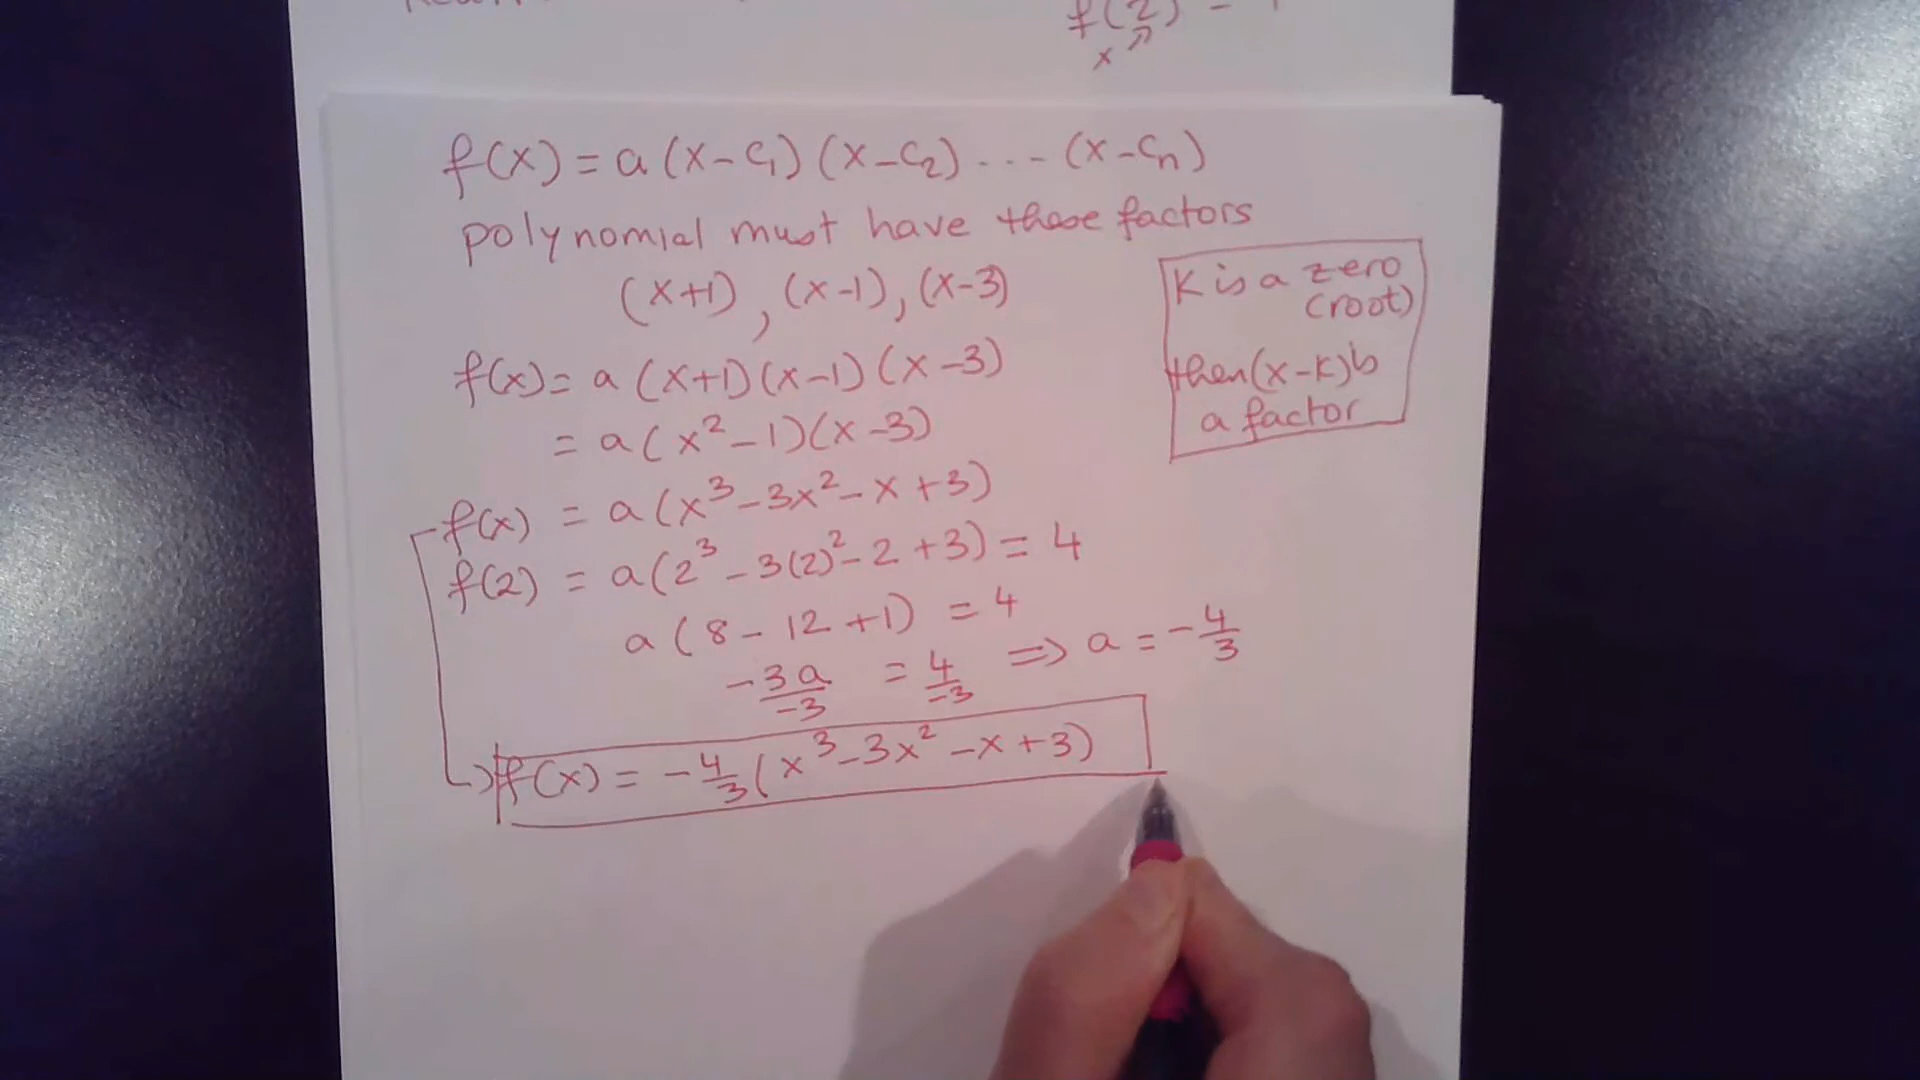 f(2) =
x
f(x) = a(x-c₁)(x-c₂)...-(x-cₙ)
polynomial must have these factors
(x+1), (x-1), (x-3)
K is a zero
(root)
then (x-K) is
a factor
f(x) = a(x+1)(x-1)(x-3)
= a(x²-1)(x-3)
f(x) = a(x³-3x²-x+3)
f(2) = a(2³-3(2)²-2+3) = 4
a(8-12+1) = 4
-3a/-3 = 4/-3 ⇒ a = -4/3
f(x) = -4/3(x³-3x²-x+3)